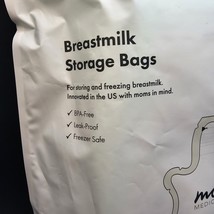 Breastmilk
Storage Bags
For storing and freezing breastmilk.
Innovated in the US with moms in mind.
✓ BPA-Free
✓ Leak-Proof
✓ Freezer Safe